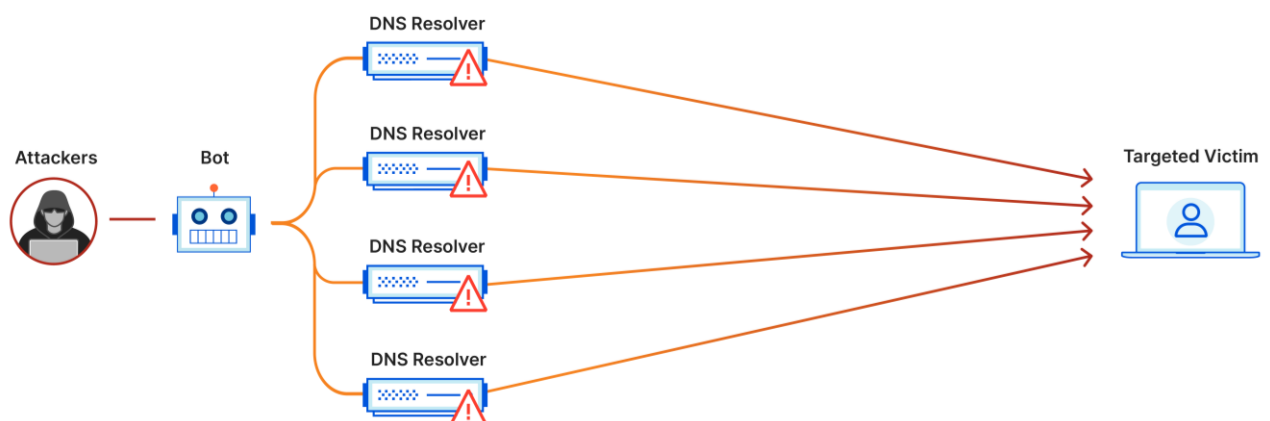 DNS Resolver
DNS Resolver
Attackers
Bot
Targeted Victim
DNS Resolver
DNS Resolver